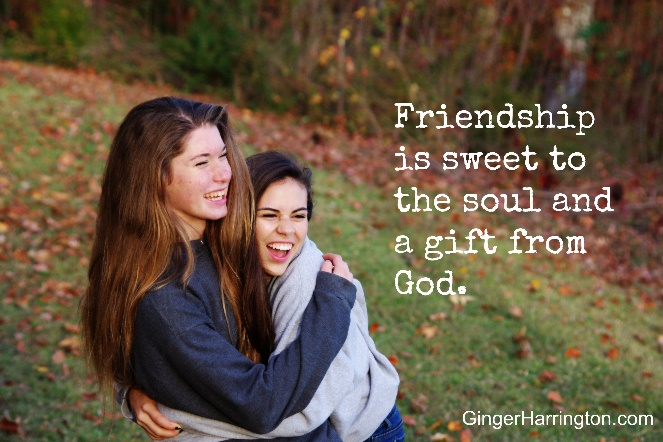 Friendship
is sweet to
the soul and
a gift from
God.
GingerHarrington.com